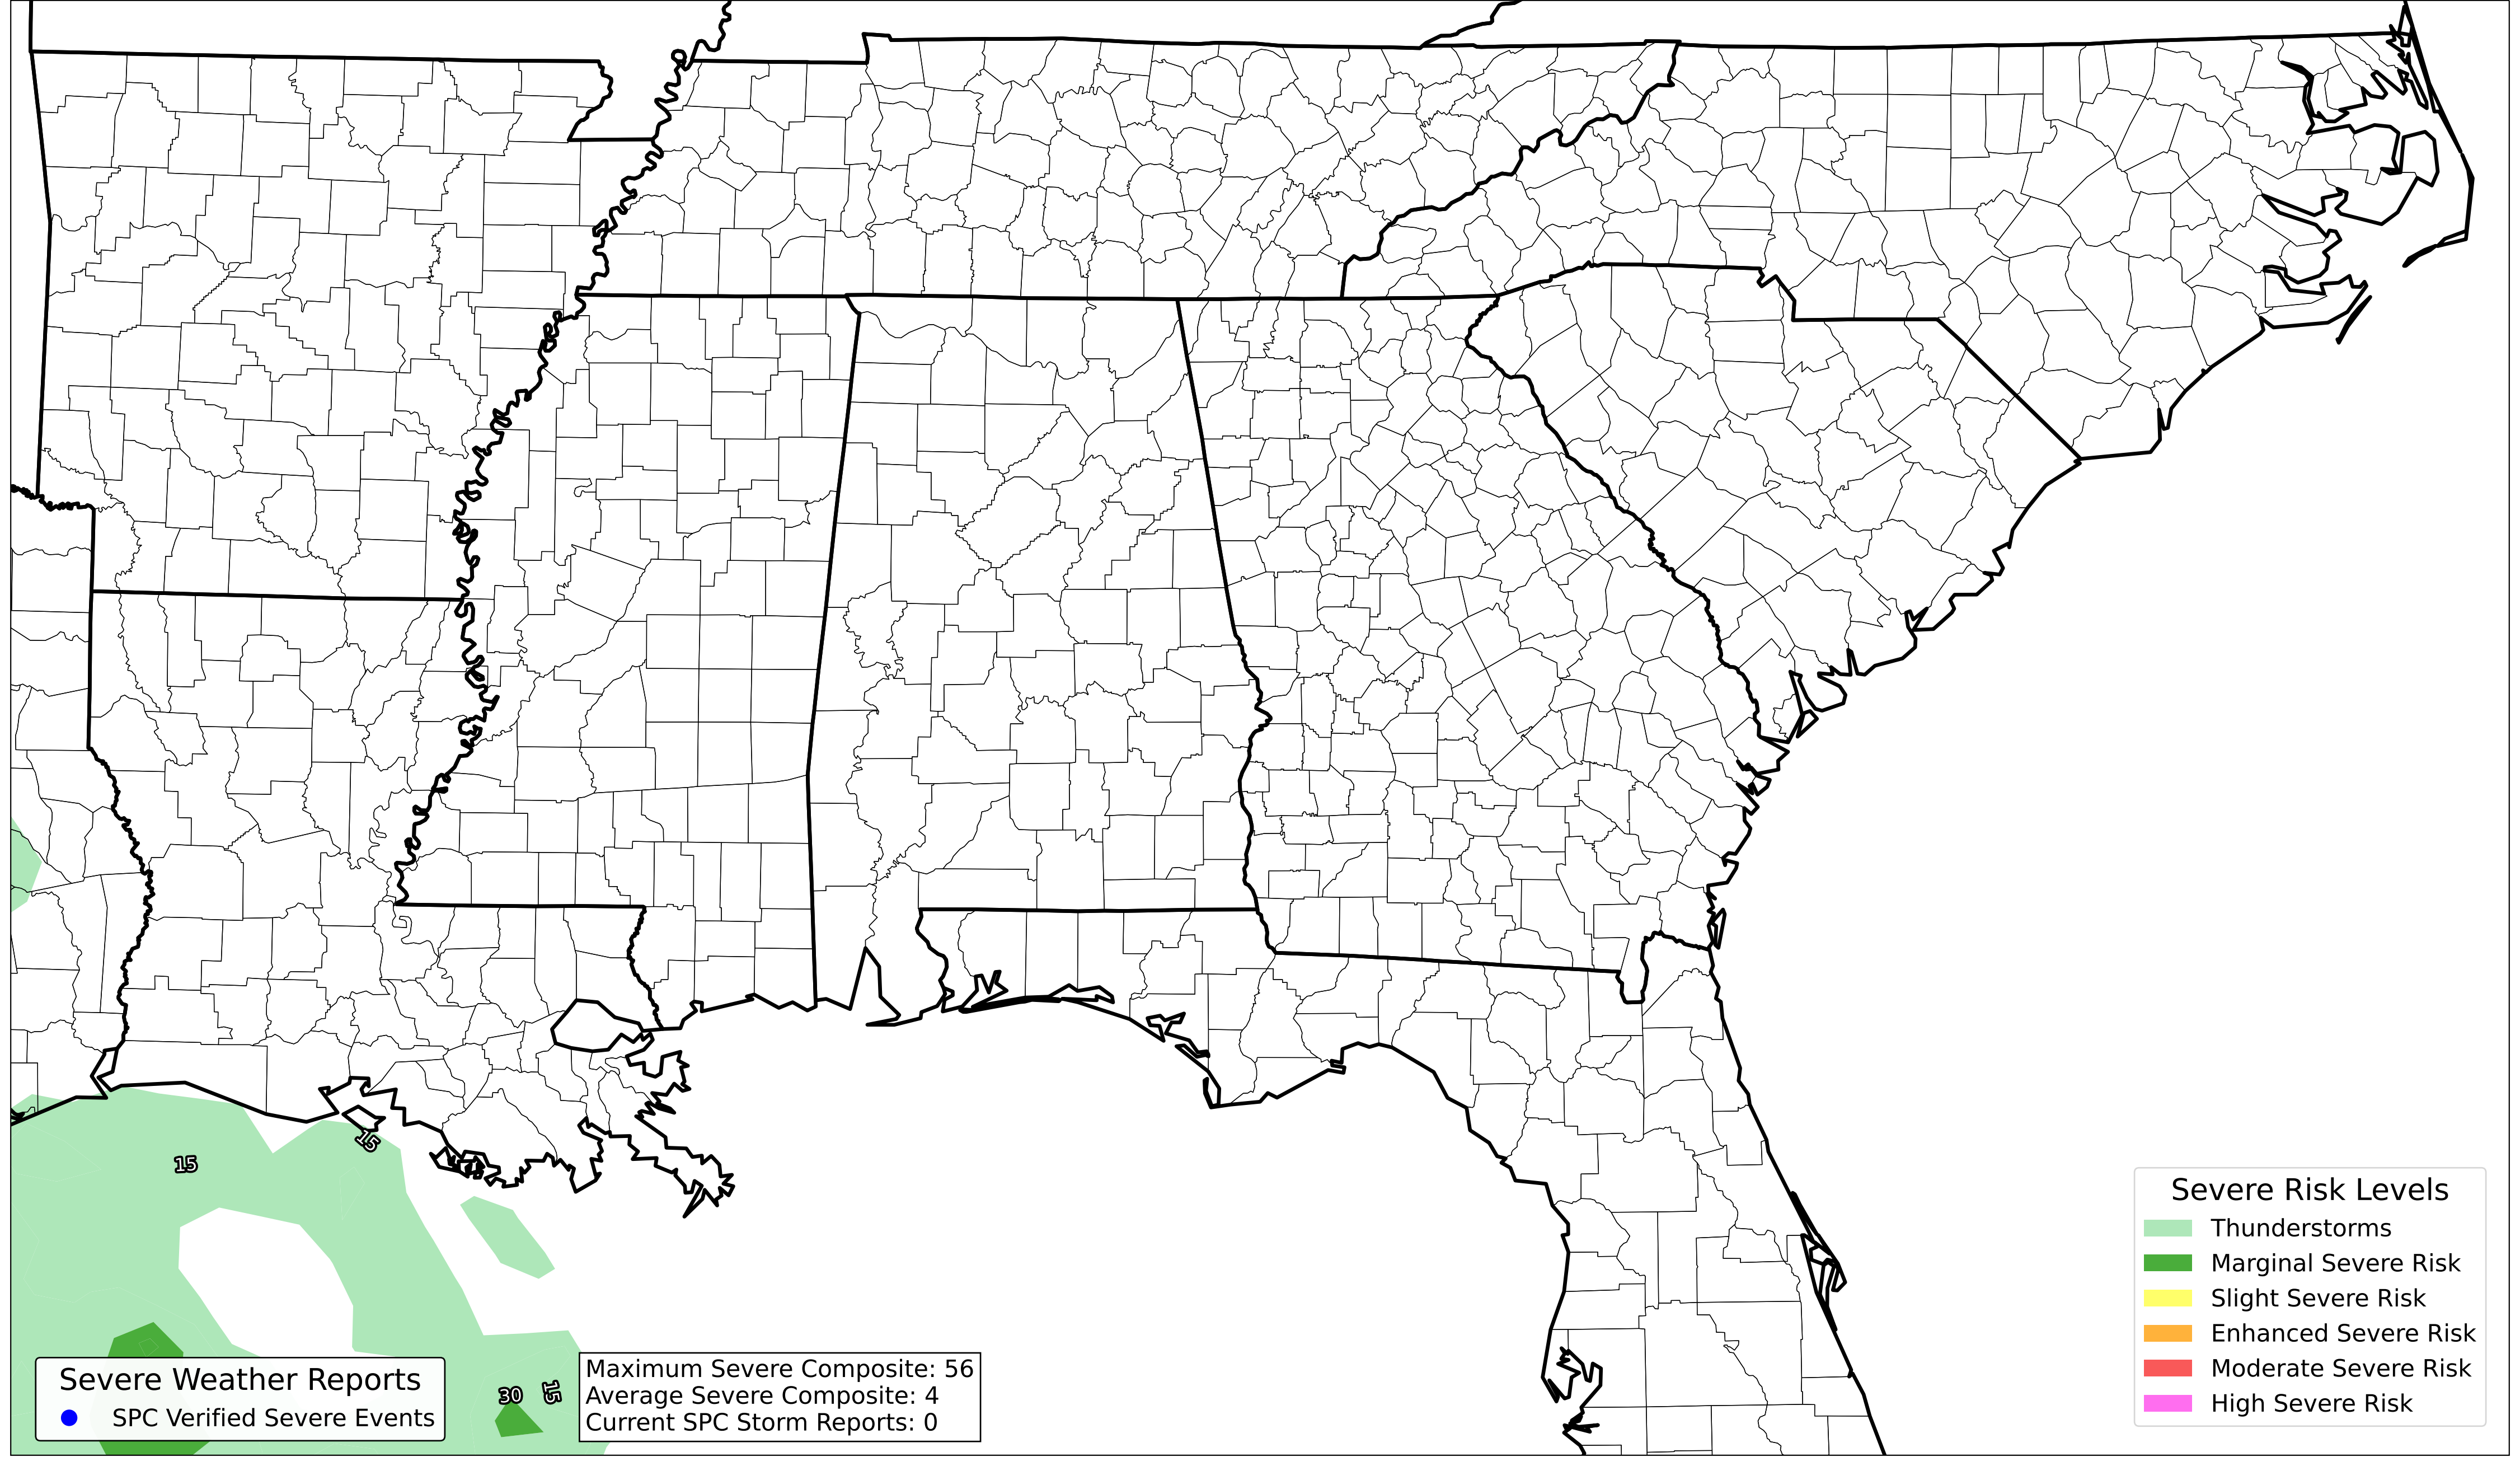 15
15
Severe Risk Levels
Thunderstorms
Marginal Severe Risk
Slight Severe Risk
Enhanced Severe Risk
Moderate Severe Risk
High Severe Risk
Severe Weather Reports
SPC Verified Severe Events
30
15
Maximum Severe Composite: 56
Average Severe Composite: 4
Current SPC Storm Reports: 0